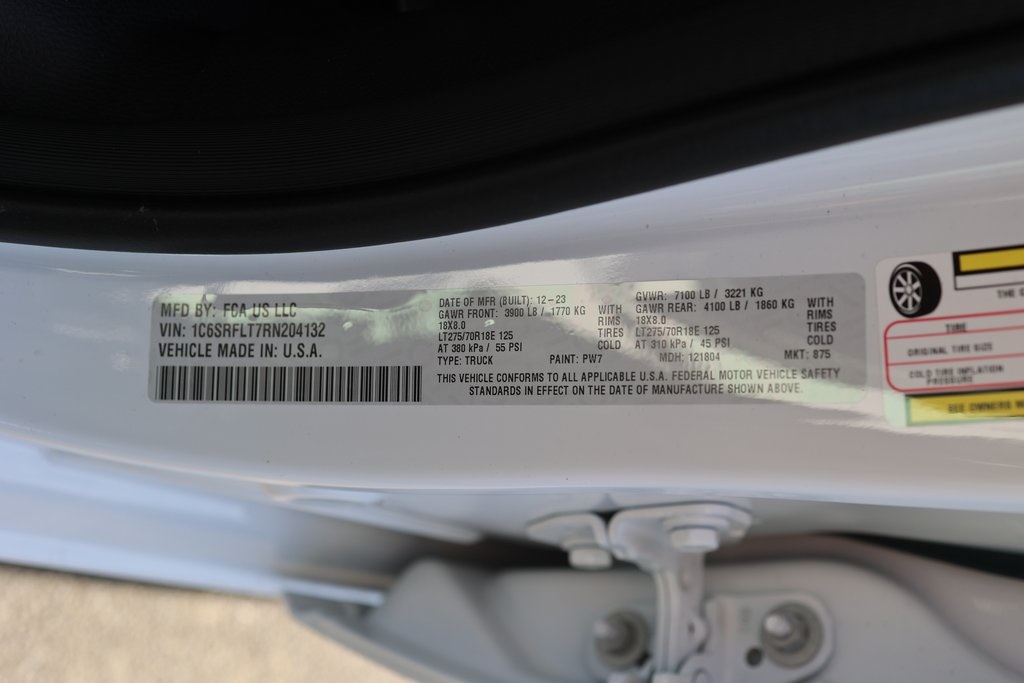 MFD BY: FCA US LLC
VIN: 1C6SRFLT7RN204132
VEHICLE MADE IN: U.S.A.
DATE OF MFR (BUILT): 12-23
GAWR FRONT: 3900 LB / 1770 KG WITH
18X8.0 RIMS
LT275/70R18E 125 TIRES
AT 380 kPa / 55 PSI COLD
GVWR: 7100 LB / 3221 KG
GAWR REAR: 4100 LB / 1860 KG WITH
18X8.0 RIMS
LT275/70R18E 125 TIRES
AT 310 kPa / 45 PSI COLD
TYPE: TRUCK PAINT: PW7 MDH: 121804 MKT: 875
THIS VEHICLE CONFORMS TO ALL APPLICABLE U.S.A. FEDERAL MOTOR VEHICLE SAFETY
STANDARDS IN EFFECT ON THE DATE OF MANUFACTURE SHOWN ABOVE.
THE
TIRE
ORIGINAL TIRE SIZE
COLD TIRE INFLATION
PRESSURE
SEE OWNERS